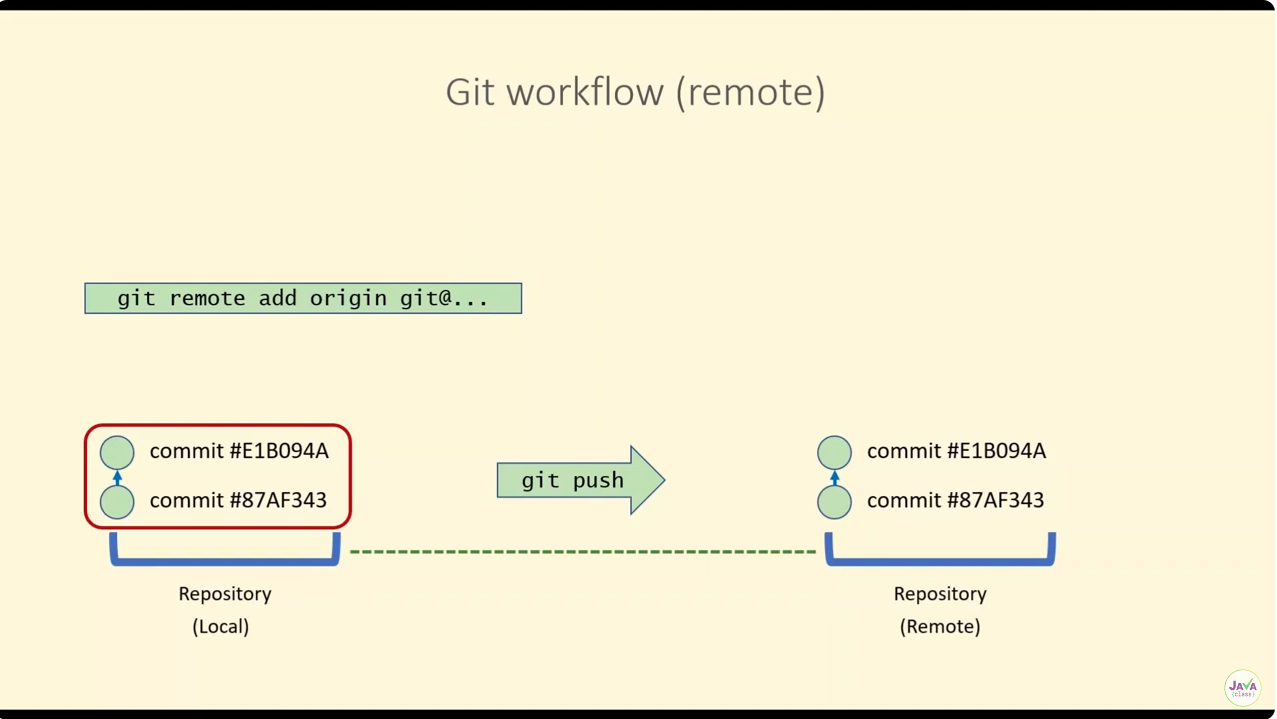 Git workflow (remote)
git remote add origin git@...
commit #E1B094A
commit #87AF343
git push
commit #E1B094A
commit #87AF343
Repository
(Local)
Repository
(Remote)
JAVA
(class)